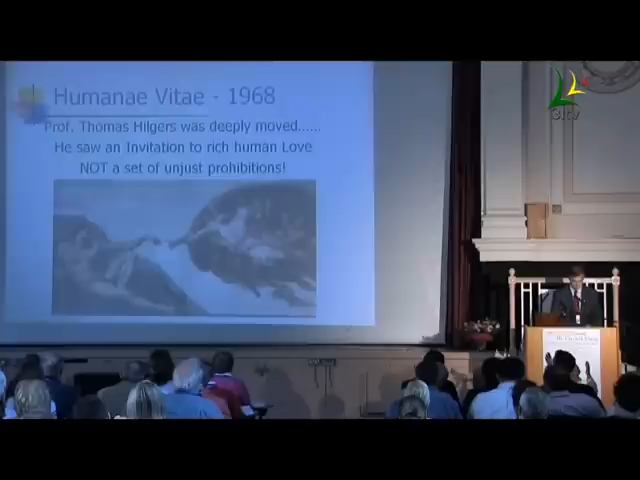 Humanae Vitae - 1968
Prof. Thomas Hilgers was deeply moved......
He saw an Invitation to rich human Love
NOT a set of unjust prohibitions!